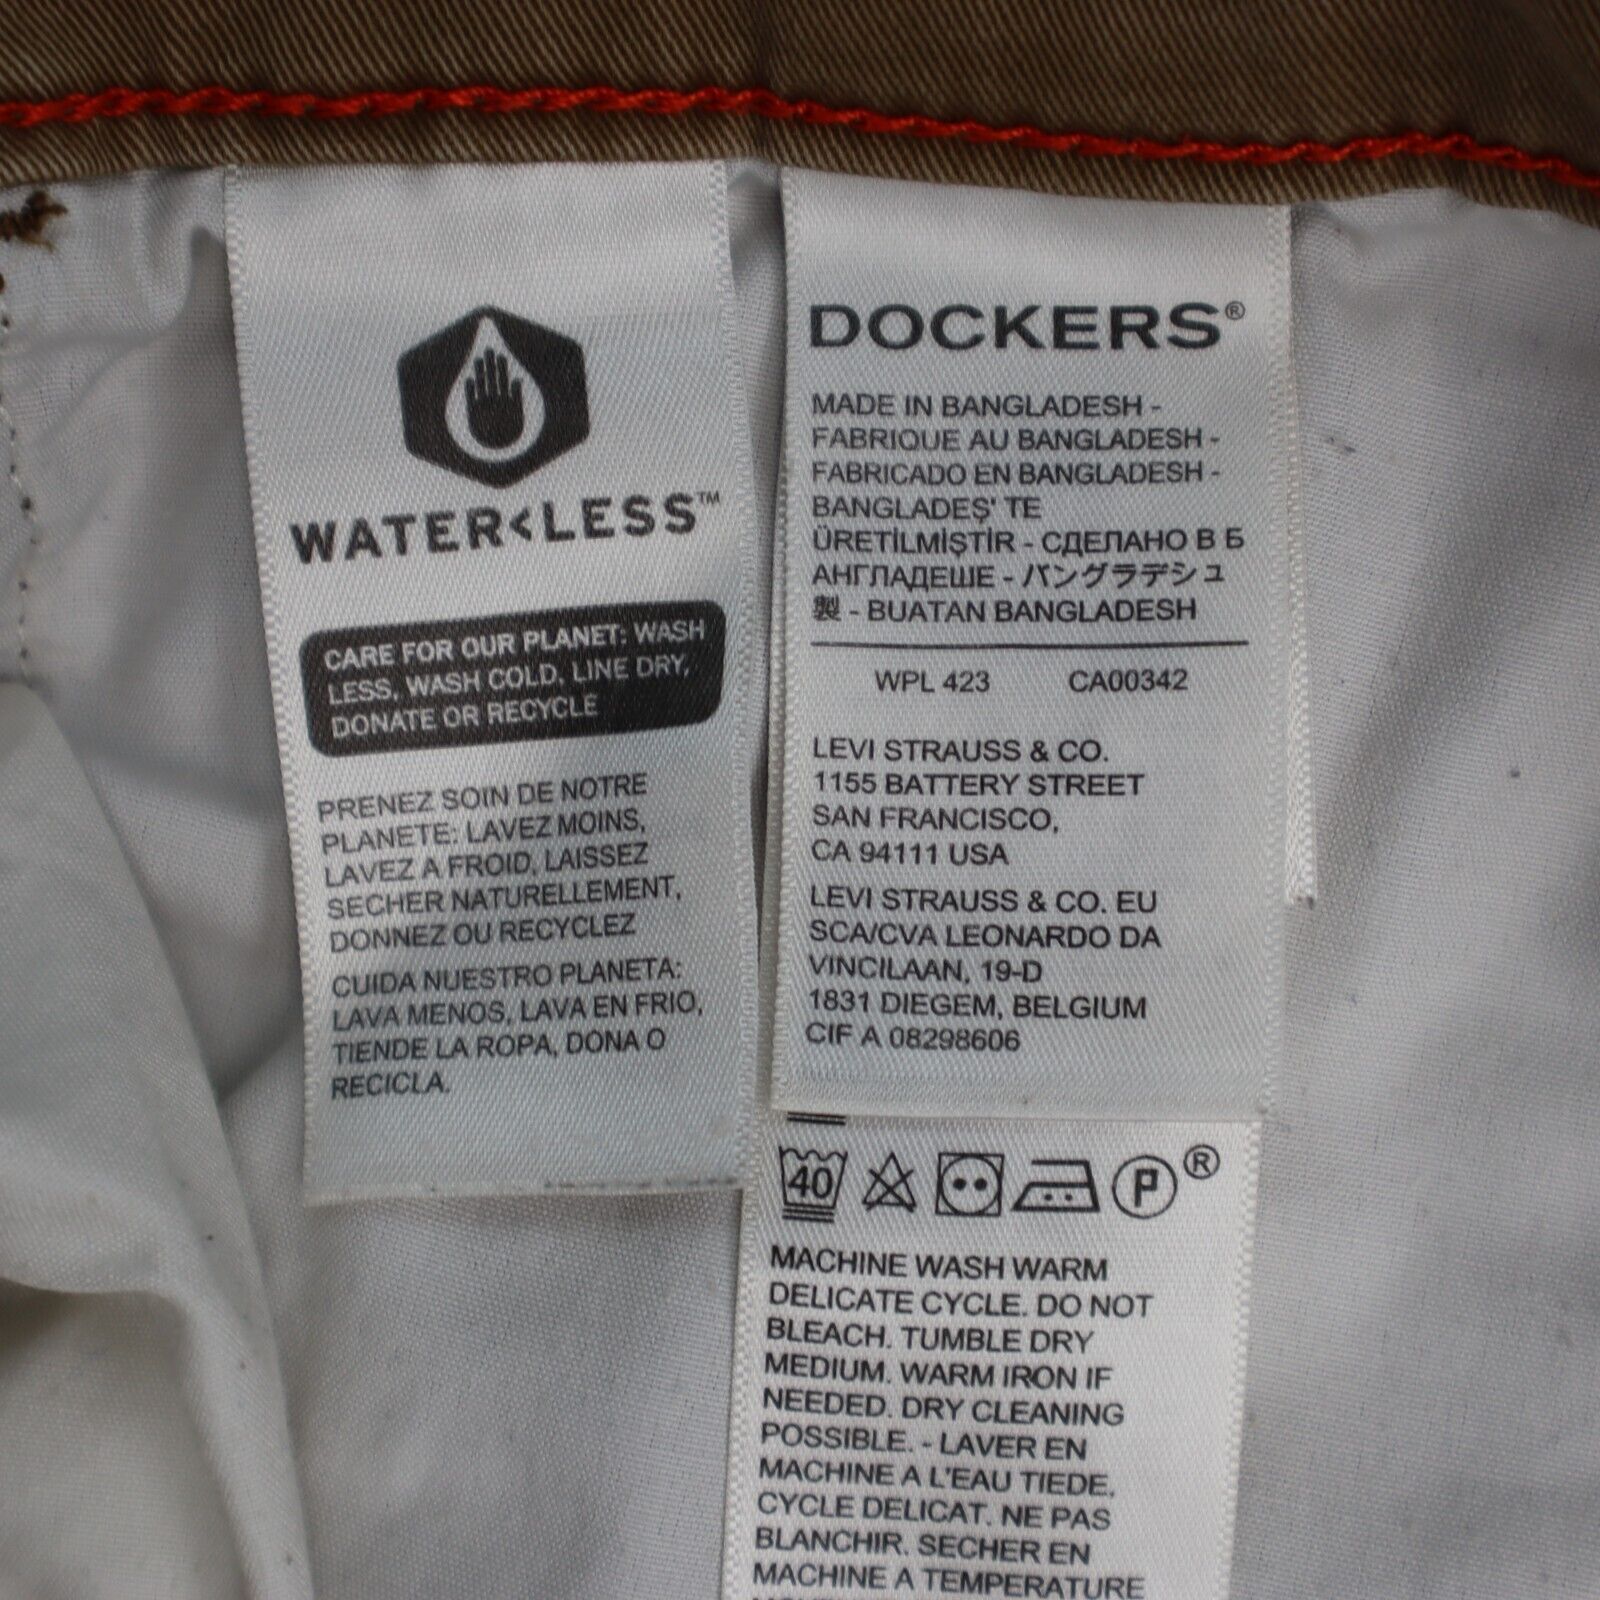 WATER<LESS™
CARE FOR OUR PLANET: WASH
LESS, WASH COLD, LINE DRY,
DONATE OR RECYCLE
PRENEZ SOIN DE NOTRE
PLANETE: LAVEZ MOINS,
LAVEZ A FROID, LAISSEZ
SECHER NATURELLEMENT,
DONNEZ OU RECYCLEZ
CUIDA NUESTRO PLANETA:
LAVA MENOS, LAVA EN FRIO,
TIENDE LA ROPA, DONA O
RECICLA.
DOCKERS®
MADE IN BANGLADESH -
FABRIQUE AU BANGLADESH -
FABRICADO EN BANGLADESH -
BANGLADEŞ' TE
ÜRETİLMİŞTİR - СДЕЛАНО В Б
АНГЛАДЕШЕ - バングラデシュ
製 - BUATAN BANGLADESH
WPL 423 CA00342
LEVI STRAUSS & CO.
1155 BATTERY STREET
SAN FRANCISCO,
CA 94111 USA
LEVI STRAUSS & CO. EU
SCA/CVA LEONARDO DA
VINCILAAN, 19-D
1831 DIEGEM, BELGIUM
CIF A 08298606
40 P ®
MACHINE WASH WARM
DELICATE CYCLE. DO NOT
BLEACH. TUMBLE DRY
MEDIUM. WARM IRON IF
NEEDED. DRY CLEANING
POSSIBLE. - LAVER EN
MACHINE A L'EAU TIEDE,
CYCLE DELICAT. NE PAS
BLANCHIR. SECHER EN
MACHINE A TEMPERATURE